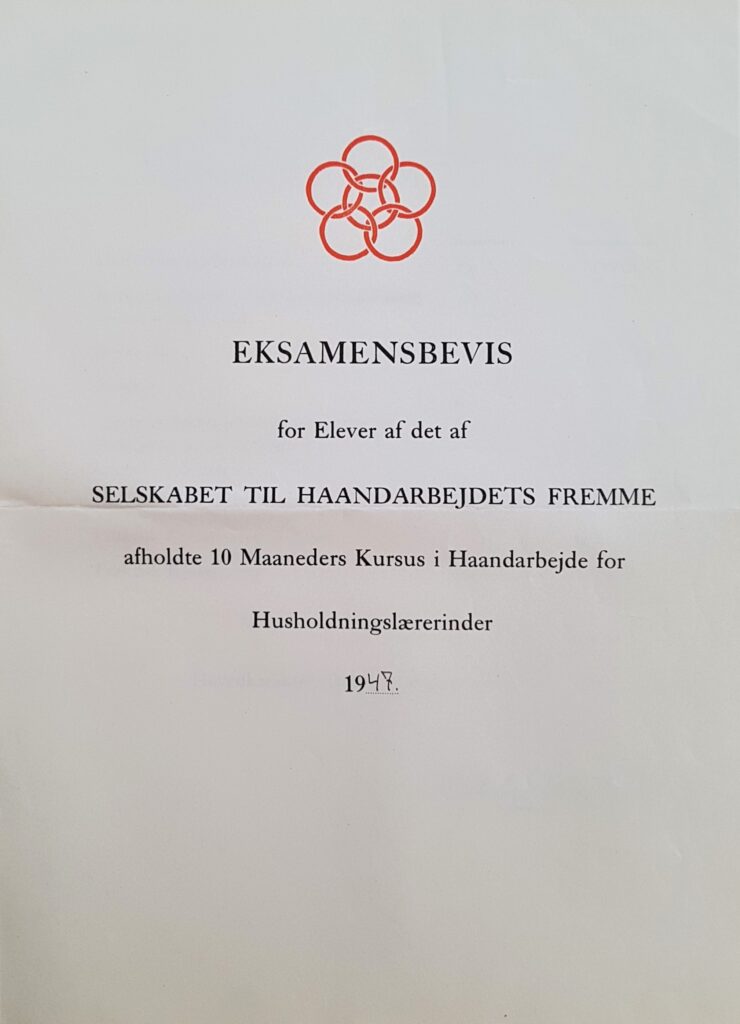 EKSAMENSBEVIS
for Elever af det af
SELSKABET TIL HAANDARBEJDETS FREMME
afholdte 10 Maaneders Kursus i Haandarbejde for
Husholdningslærerinder
1947.